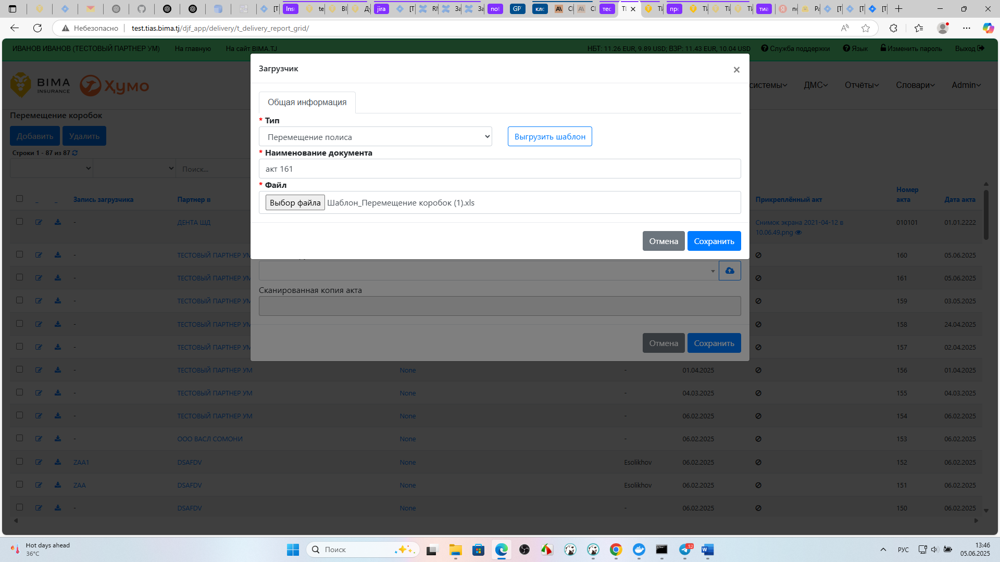 Небезопасно
test.tias.bima.tj/djf_app/delivery/t_delivery_report_grid/
ИВАНОВ ИВАНОВ (ТЕСТОВЫЙ ПАРТНЕР УМ) На главную На сайт BIMA.TJ НБТ: 11.26 EUR, 9.89 USD; ВЗР: 11.43 EUR, 10.04 USD Служба поддержки Язык Изменить пароль Выход
BIMA INSURANCE Хумо системы ДМС Отчёты Словари Admin
Перемещение коробок
Добавить Удалить
Строки 1 - 87 из 87
Поиск...
Загрузчик ×
Общая информация
* Тип
Перемещение полиса Выгрузить шаблон
* Наименование документа
акт 161
* Файл
Выбор файла Шаблон_Перемещение коробок (1).xls
Отмена Сохранить
Сканированная копия акта
Отмена Сохранить
Запись загрузчика Партнер в Прикреплённый акт Номер акта Дата акта
- ДЕНТА ШД Снимок экрана 2021-04-12 в 10.06.49.png 010101 01.01.2222
- ТЕСТОВЫЙ ПАРТНЕР УМ 160 05.06.2025
- ТЕСТОВЫЙ ПАРТНЕР УМ 161 05.06.2025
- ТЕСТОВЫЙ ПАРТНЕР УМ 159 03.05.2025
- ТЕСТОВЫЙ ПАРТНЕР УМ 158 24.04.2025
- ТЕСТОВЫЙ ПАРТНЕР УМ 157 02.04.2025
- ТЕСТОВЫЙ ПАРТНЕР УМ None - 01.04.2025 156 01.04.2025
- ТЕСТОВЫЙ ПАРТНЕР УМ None - 04.03.2025 155 04.03.2025
- ТЕСТОВЫЙ ПАРТНЕР УМ None - 06.02.2025 154 06.02.2025
- ООО ВАСЛ СОМОНИ None - 06.02.2025 153 06.02.2025
ZAA1 DSAFDV None Esolikhov 06.02.2025 152 06.02.2025
ZAA DSAFDV None Esolikhov 06.02.2025 151 06.02.2025
- DSAFDV None - 06.02.2025 150 06.02.2025
Hot days ahead
36°C
Поиск
52
РУС
13:46
05.06.2025